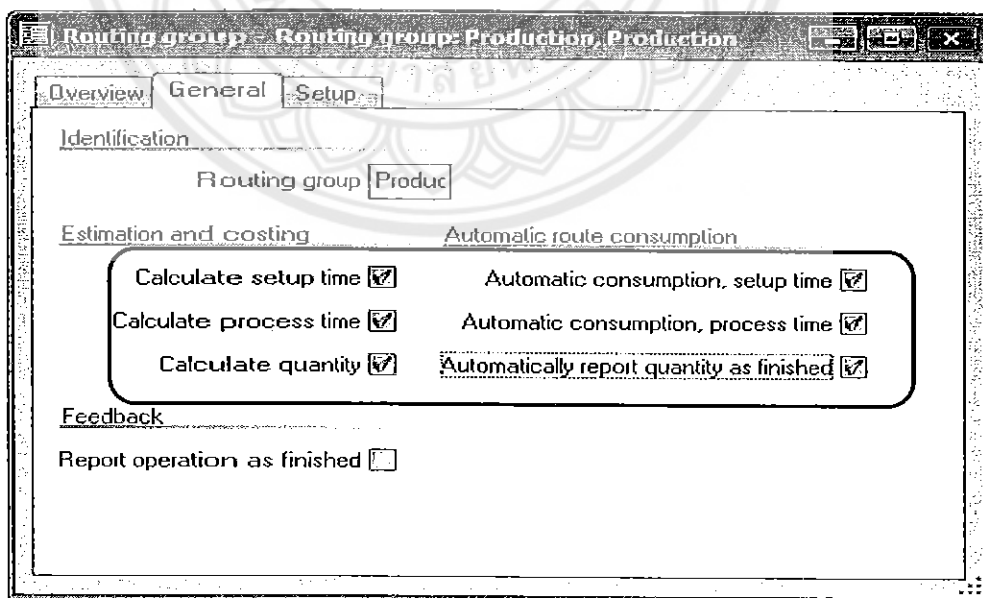 Routing group - Routing group: Production, Production
Overview General Setup
Identification
Routing group Produc
Estimation and costing Automatic route consumption
Calculate setup time Automatic consumption, setup time
Calculate process time Automatic consumption, process time
Calculate quantity Automatically report quantity as finished
Feedback
Report operation as finished